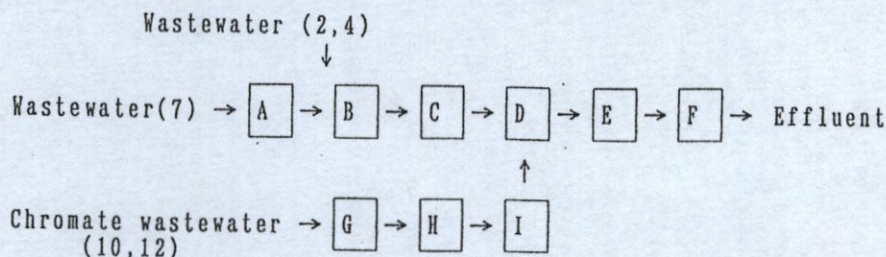 Wastewater (2,4)
↓
Wastewater(7) → A → B → C → D → E → F → Effluent
↑
Chromate wastewater → G → H → I
(10,12)